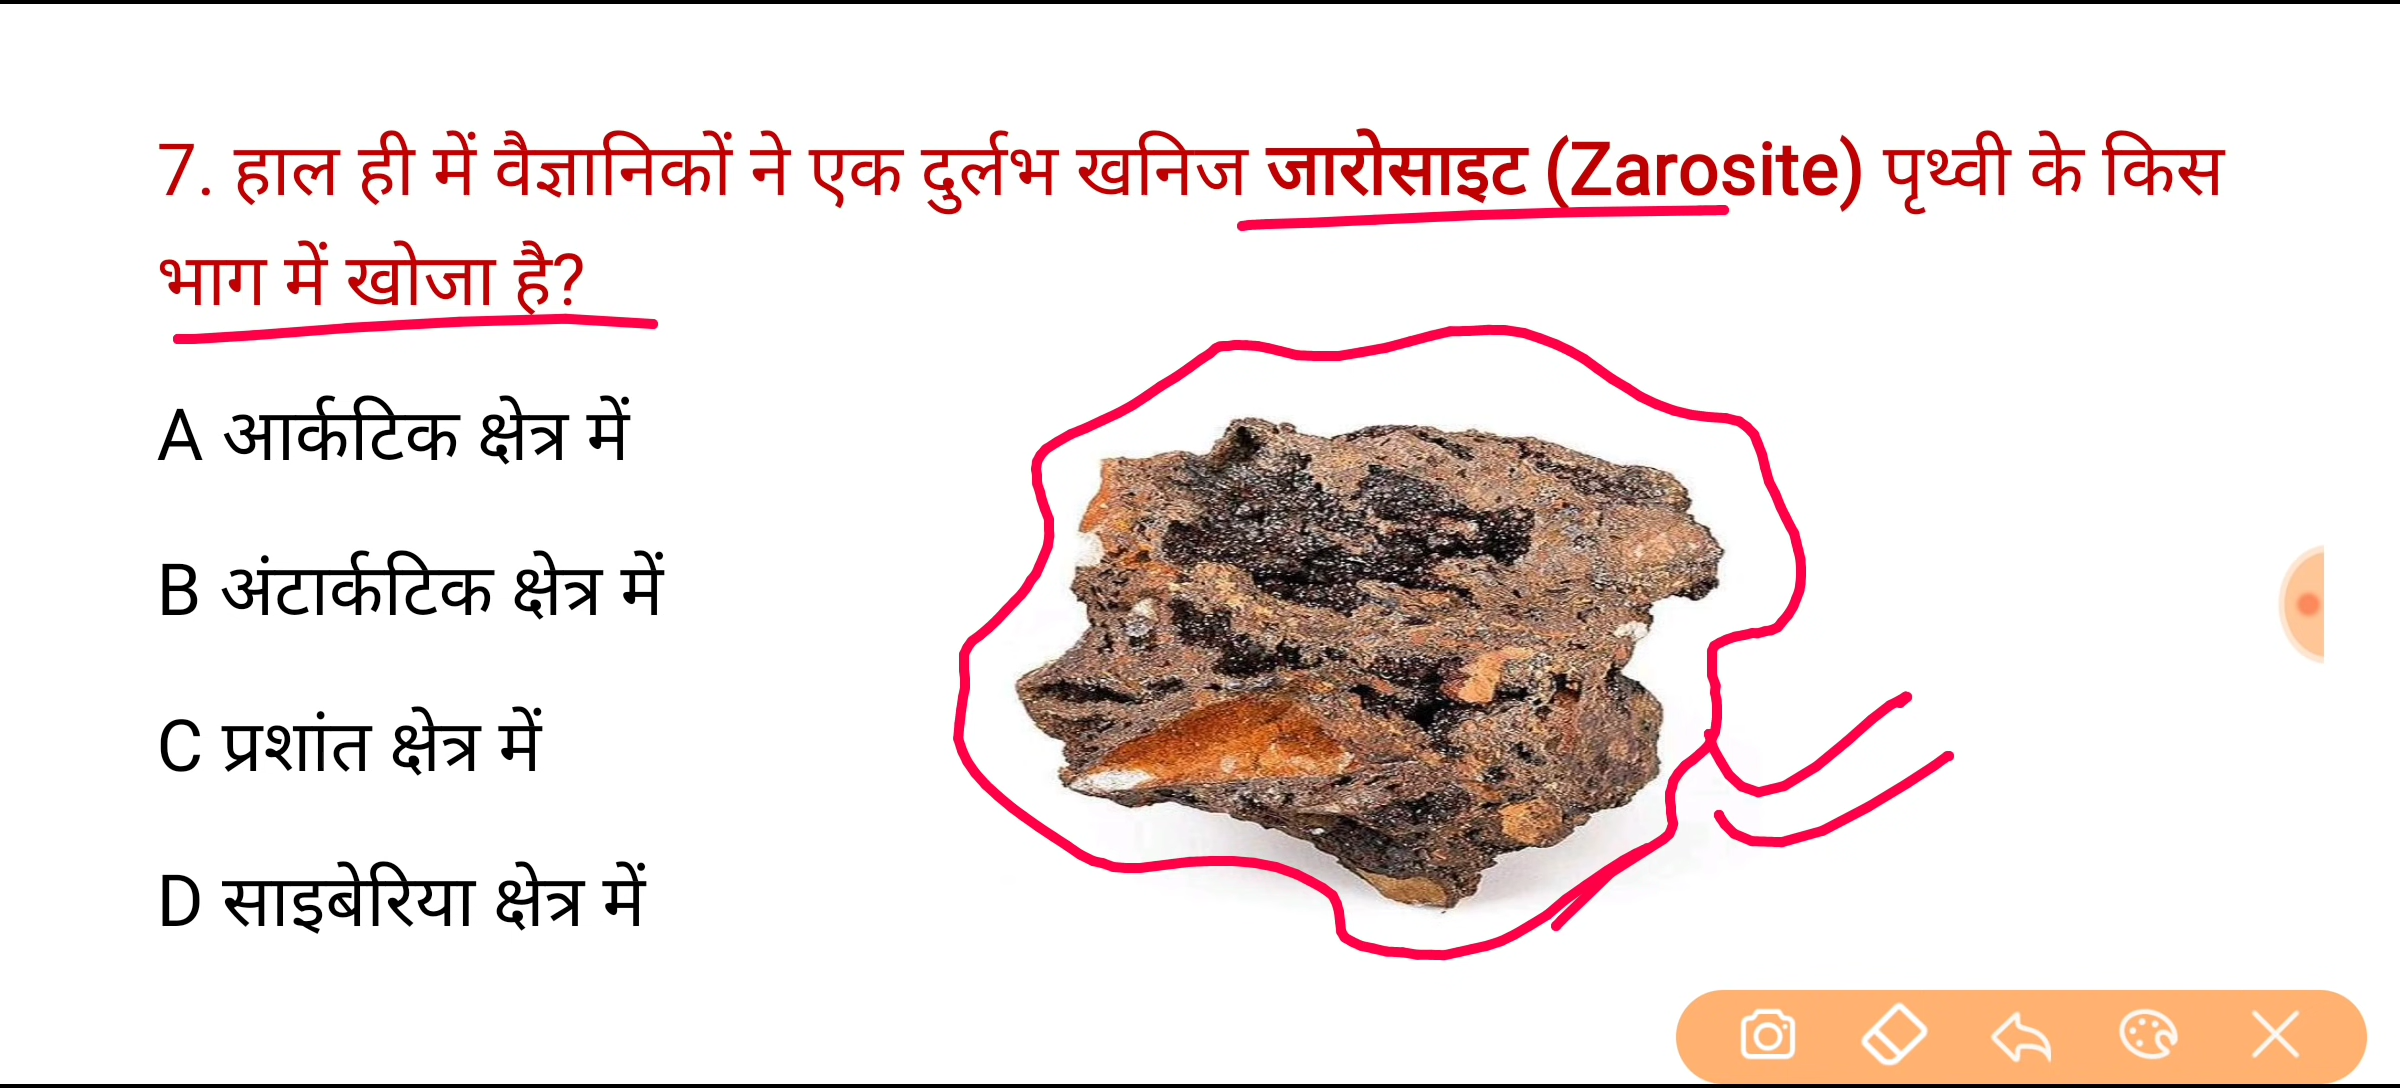 7. हाल ही में वैज्ञानिकों ने एक दुर्लभ खनिज जारोसाइट (Zarosite) पृथ्वी के किस
भाग में खोजा है?
A आर्कटिक क्षेत्र में
B अंटार्कटिक क्षेत्र में
C प्रशांत क्षेत्र में
D साइबेरिया क्षेत्र में